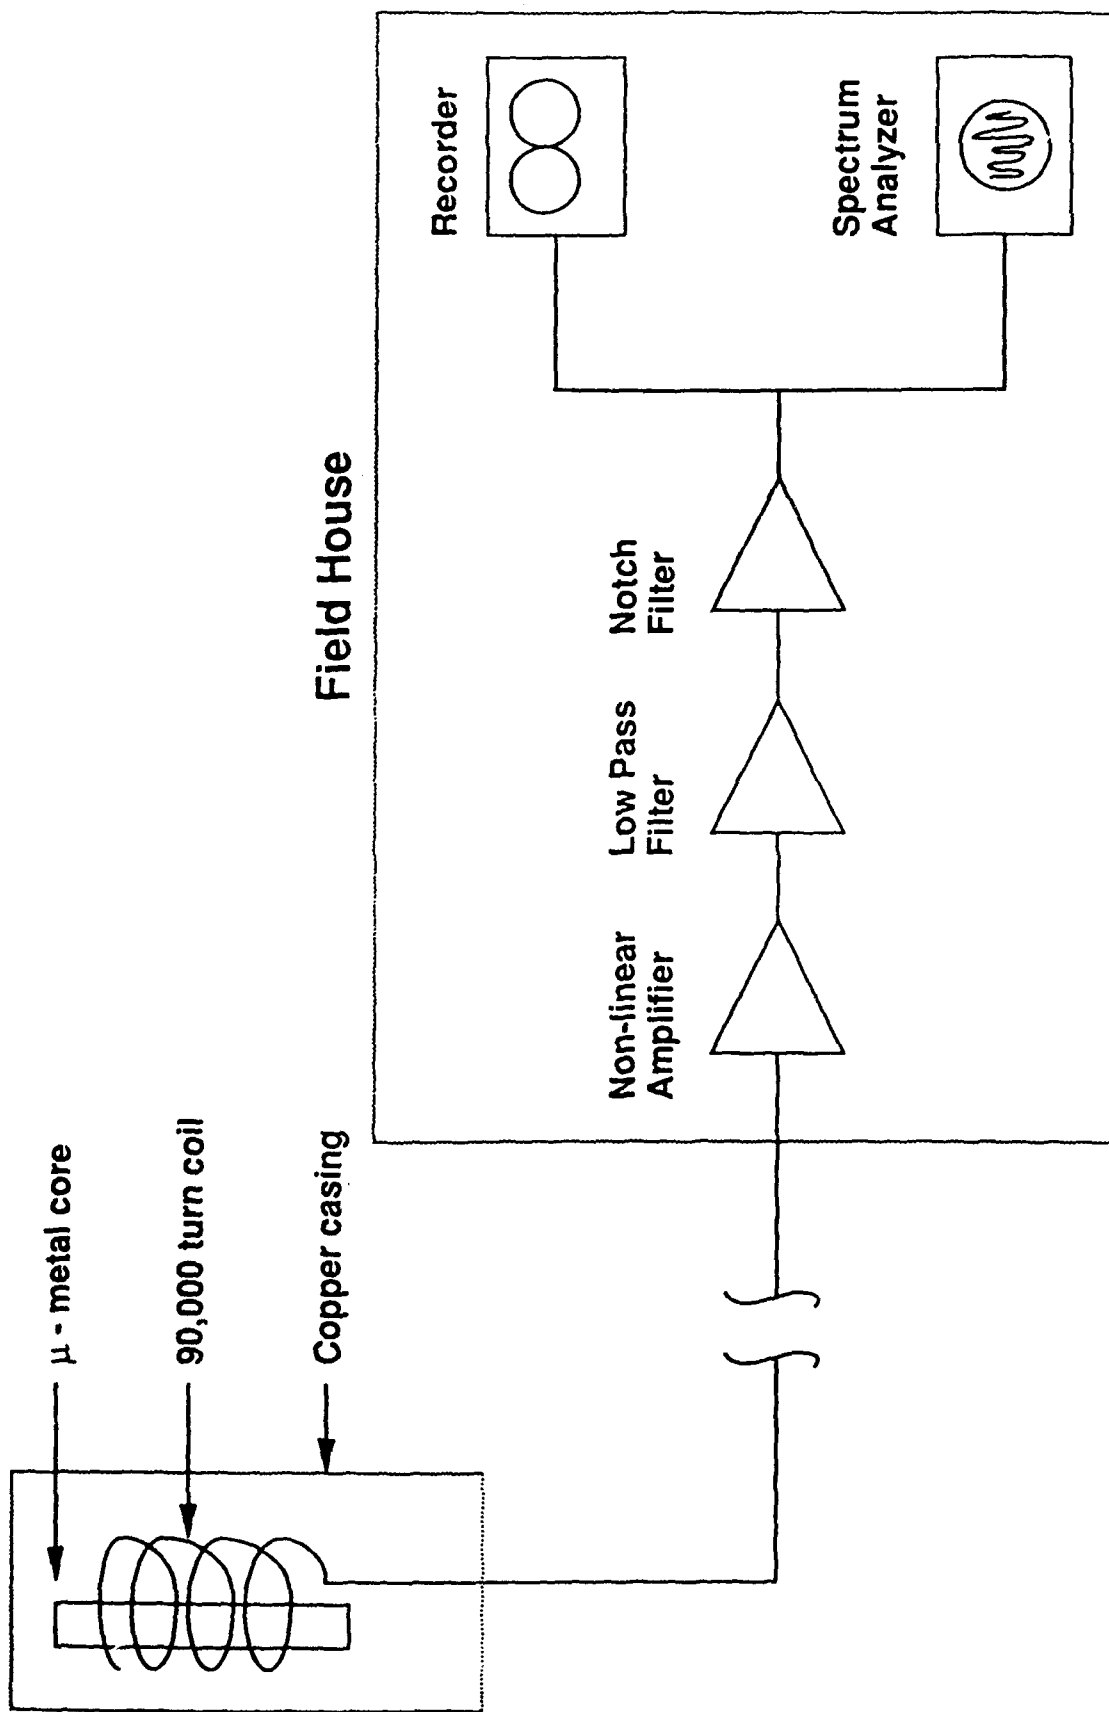 μ - metal core
90,000 turn coil
Copper casing
Field House
Non-linear
Amplifier
Low Pass
Filter
Notch
Filter
Recorder
Spectrum
Analyzer